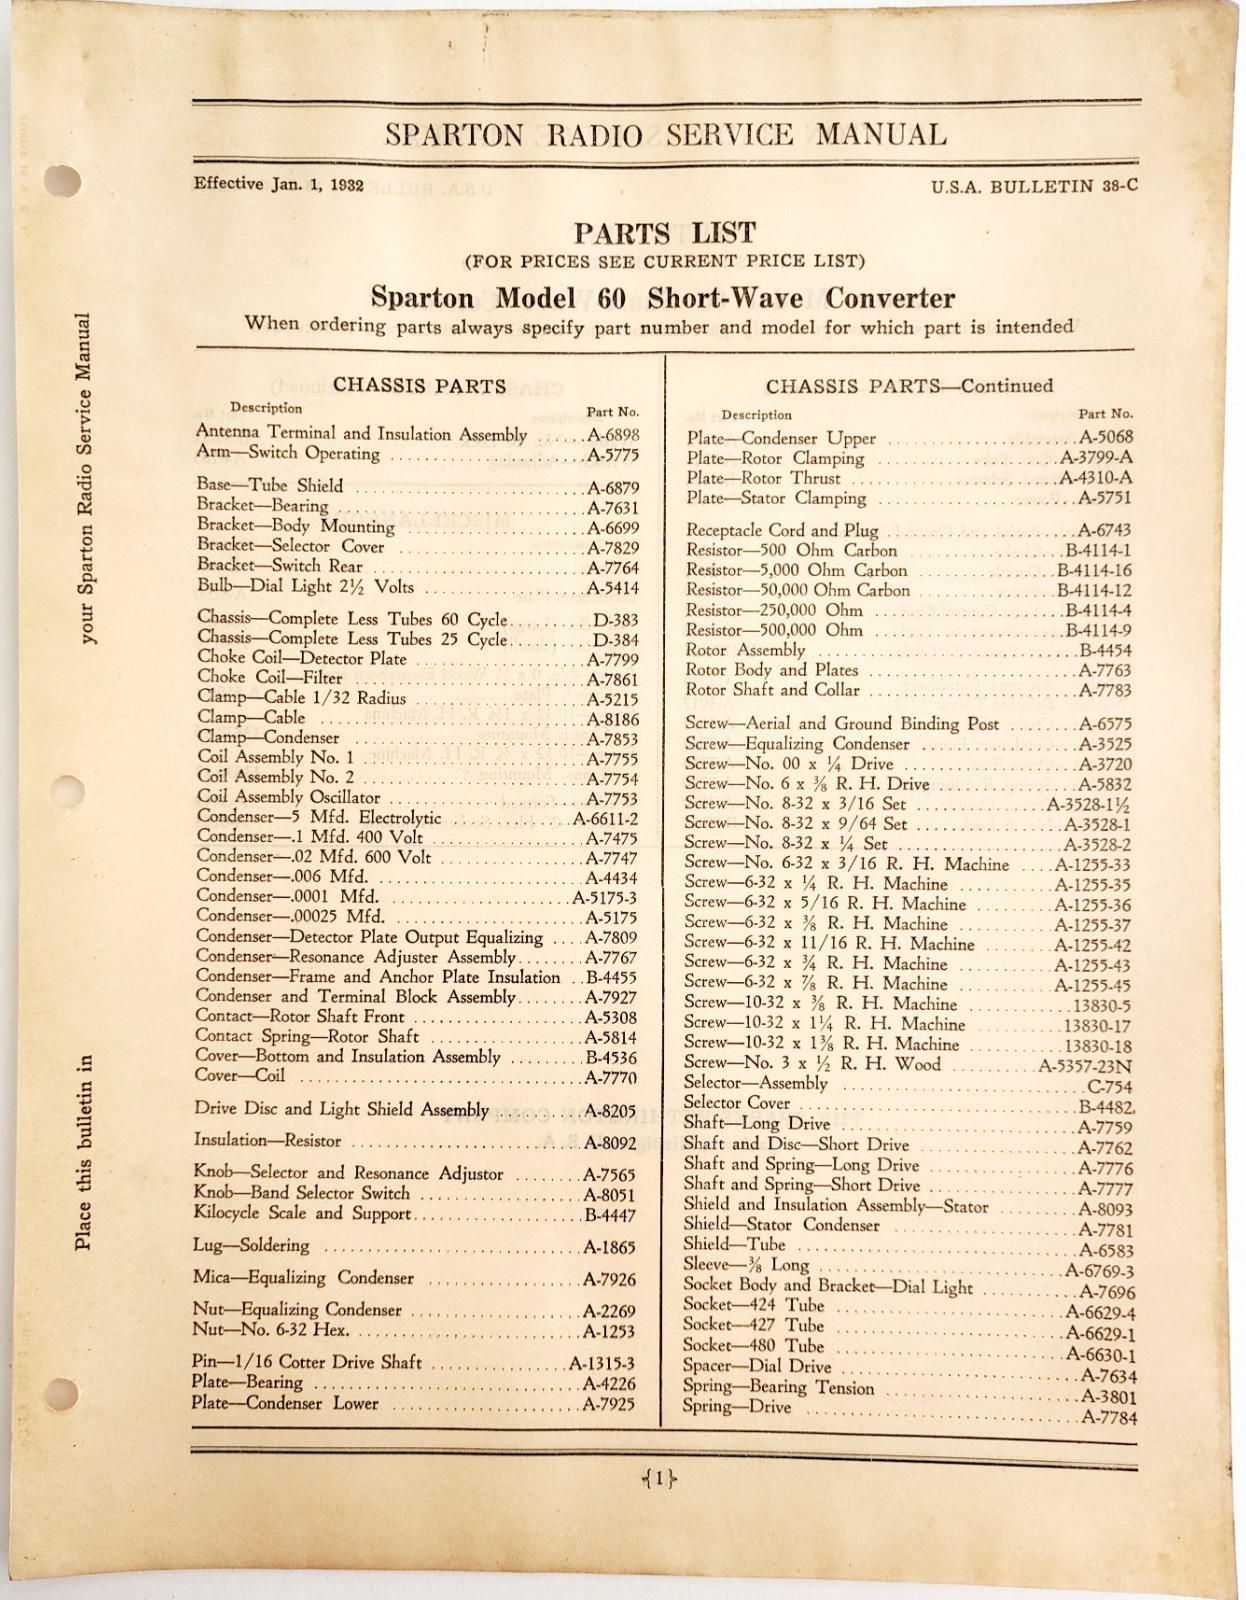 SPARTON RADIO SERVICE MANUAL
Effective Jan. 1, 1932
U.S.A. BULLETIN 38-C
PARTS LIST
(FOR PRICES SEE CURRENT PRICE LIST)
Sparton Model 60 Short-Wave Converter
When ordering parts always specify part number and model for which part is intended
CHASSIS PARTS
Description Part No.
Antenna Terminal and Insulation Assembly ......A-6898
Arm—Switch Operating ......A-5775
Base—Tube Shield ......A-6879
Bracket—Bearing ......A-7631
Bracket—Body Mounting ......A-6699
Bracket—Selector Cover ......A-7829
Bracket—Switch Rear ......A-7764
Bulb—Dial Light 2½ Volts ......A-5414
Chassis—Complete Less Tubes 60 Cycle......D-383
Chassis—Complete Less Tubes 25 Cycle......D-384
Choke Coil—Detector Plate ......A-7799
Choke Coil—Filter ......A-7861
Clamp—Cable 1/32 Radius ......A-5215
Clamp—Cable ......A-8186
Clamp—Condenser ......A-7853
Coil Assembly No. 1 ......A-7755
Coil Assembly No. 2 ......A-7754
Coil Assembly Oscillator ......A-7753
Condenser—5 Mfd. Electrolytic ......A-6611-2
Condenser—.1 Mfd. 400 Volt ......A-7475
Condenser—.02 Mfd. 600 Volt ......A-7747
Condenser—.006 Mfd. ......A-4434
Condenser—.0001 Mfd. ......A-5175-3
Condenser—.00025 Mfd. ......A-5175
Condenser—Detector Plate Output Equalizing ....A-7809
Condenser—Resonance Adjuster Assembly......A-7767
Condenser—Frame and Anchor Plate Insulation ..B-4455
Condenser and Terminal Block Assembly......A-7927
Contact—Rotor Shaft Front ......A-5308
Contact Spring—Rotor Shaft ......A-5814
Cover—Bottom and Insulation Assembly ......B-4536
Cover—Coil ......A-7770
Drive Disc and Light Shield Assembly ......A-8205
Insulation—Resistor ......A-8092
Knob—Selector and Resonance Adjustor ......A-7565
Knob—Band Selector Switch ......A-8051
Kilocycle Scale and Support......B-4447
Lug—Soldering ......A-1865
Mica—Equalizing Condenser ......A-7926
Nut—Equalizing Condenser ......A-2269
Nut—No. 6-32 Hex. ......A-1253
Pin—1/16 Cotter Drive Shaft ......A-1315-3
Plate—Bearing ......A-4226
Plate—Condenser Lower ......A-7925
CHASSIS PARTS—Continued
Description Part No.
Plate—Condenser Upper ......A-5068
Plate—Rotor Clamping ......A-3799-A
Plate—Rotor Thrust ......A-4310-A
Plate—Stator Clamping ......A-5751
Receptacle Cord and Plug ......A-6743
Resistor—500 Ohm Carbon ......B-4114-1
Resistor—5,000 Ohm Carbon ......B-4114-16
Resistor—50,000 Ohm Carbon ......B-4114-12
Resistor—250,000 Ohm ......B-4114-4
Resistor—500,000 Ohm ......B-4114-9
Rotor Assembly ......B-4454
Rotor Body and Plates ......A-7763
Rotor Shaft and Collar ......A-7783
Screw—Aerial and Ground Binding Post ......A-6575
Screw—Equalizing Condenser ......A-3525
Screw—No. 00 x ¼ Drive ......A-3720
Screw—No. 6 x ⅜ R. H. Drive ......A-5832
Screw—No. 8-32 x 3/16 Set ......A-3528-1½
Screw—No. 8-32 x 9/64 Set ......A-3528-1
Screw—No. 8-32 x ¼ Set ......A-3528-2
Screw—No. 6-32 x 3/16 R. H. Machine ....A-1255-33
Screw—6-32 x ¼ R. H. Machine ......A-1255-35
Screw—6-32 x 5/16 R. H. Machine ......A-1255-36
Screw—6-32 x ⅜ R. H. Machine ......A-1255-37
Screw—6-32 x 11/16 R. H. Machine ......A-1255-42
Screw—6-32 x ¾ R. H. Machine ......A-1255-43
Screw—6-32 x ⅞ R. H. Machine ......A-1255-45
Screw—10-32 x ⅜ R. H. Machine ......13830-5
Screw—10-32 x 1¼ R. H. Machine ......13830-17
Screw—10-32 x 1⅜ R. H. Machine ......13830-18
Screw—No. 3 x ½ R. H. Wood ......A-5357-23N
Selector—Assembly ......C-754
Selector Cover ......B-4482
Shaft—Long Drive ......A-7759
Shaft and Disc—Short Drive ......A-7762
Shaft and Spring—Long Drive ......A-7776
Shaft and Spring—Short Drive ......A-7777
Shield and Insulation Assembly—Stator ......A-8093
Shield—Stator Condenser ......A-7781
Shield—Tube ......A-6583
Sleeve—⅜ Long ......A-6769-3
Socket Body and Bracket—Dial Light ......A-7696
Socket—424 Tube ......A-6629-4
Socket—427 Tube ......A-6629-1
Socket—480 Tube ......A-6630-1
Spacer—Dial Drive ......A-7634
Spring—Bearing Tension ......A-3801
Spring—Drive ......A-7784
{1}
Place this bulletin in your Sparton Radio Service Manual